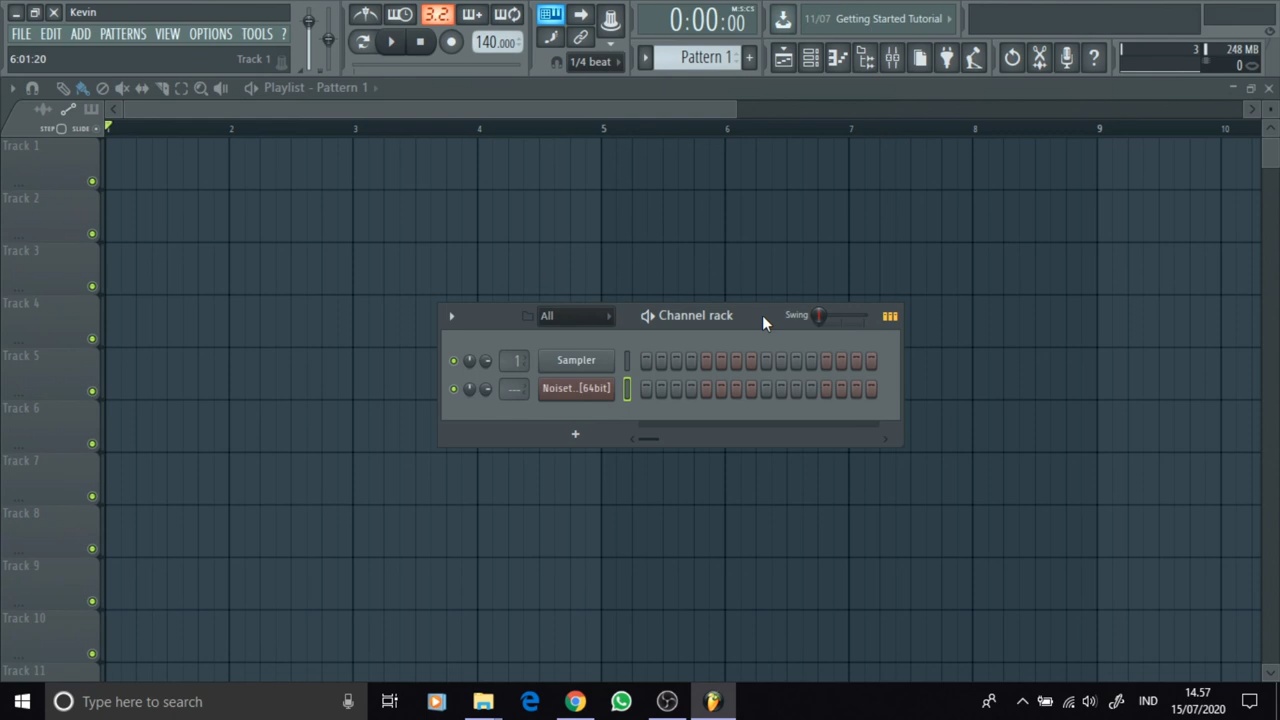 Kevin
FILE EDIT ADD PATTERNS VIEW OPTIONS TOOLS ?
6:01:20 Track 1
3.2
140.000
1/4 beat
0:00:00 M:S:CS
Pattern 1
11/07 Getting Started Tutorial
3 248 MB
0
Playlist - Pattern 1
STEP SLIDE
1 2 3 4 5 6 7 8 9 10
Track 1
Track 2
Track 3
Track 4
Track 5
Track 6
Track 7
Track 8
Track 9
Track 10
Track 11
All Channel rack Swing
1 Sampler
--- Noiset..[64bit]
+
Type here to search
IND
14.57
15/07/2020